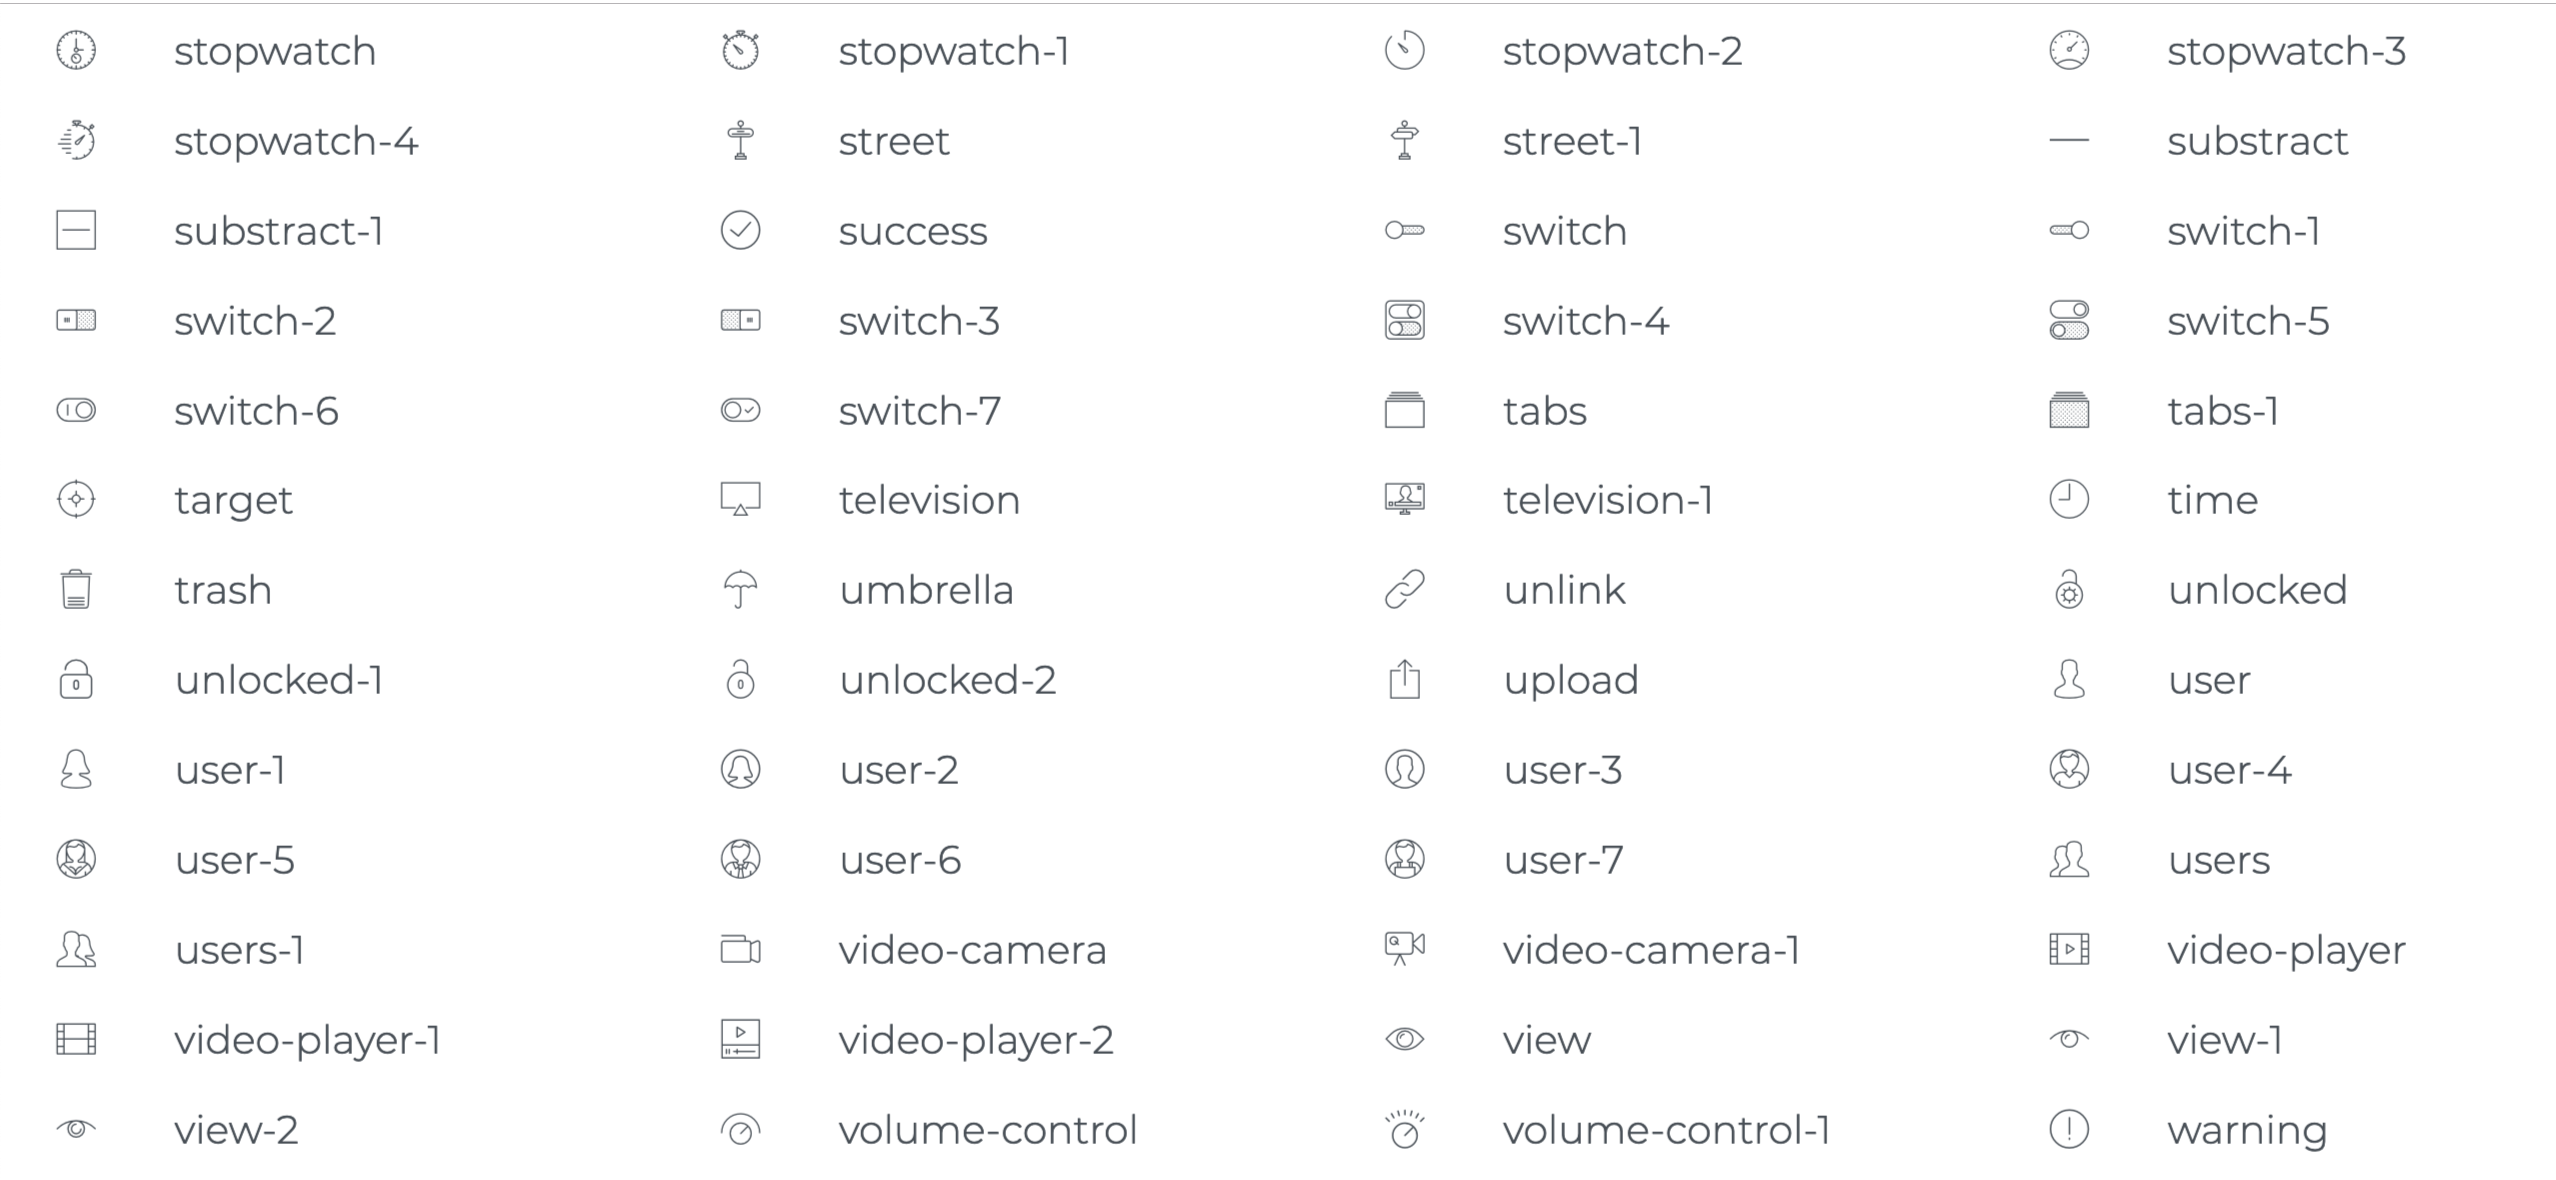 stopwatch stopwatch-1 stopwatch-2 stopwatch-3
stopwatch-4 street street-1 substract
substract-1 success switch switch-1
switch-2 switch-3 switch-4 switch-5
switch-6 switch-7 tabs tabs-1
target television television-1 time
trash umbrella unlink unlocked
unlocked-1 unlocked-2 upload user
user-1 user-2 user-3 user-4
user-5 user-6 user-7 users
users-1 video-camera video-camera-1 video-player
video-player-1 video-player-2 view view-1
view-2 volume-control volume-control-1 warning